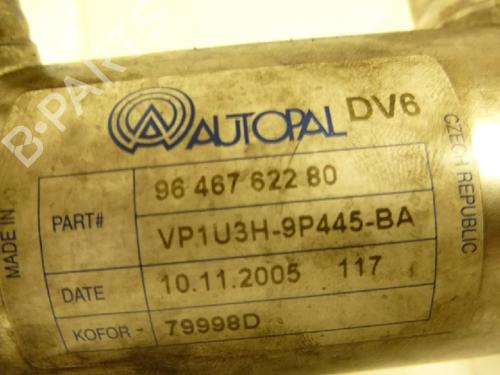 AUTOPAL DV6
MADE IN
CZECH REPUBLIC
PART#
96 467 622 80
VP1U3H-9P445-BA
DATE
10.11.2005 117
KOFOR -
79998D
B-PARTS